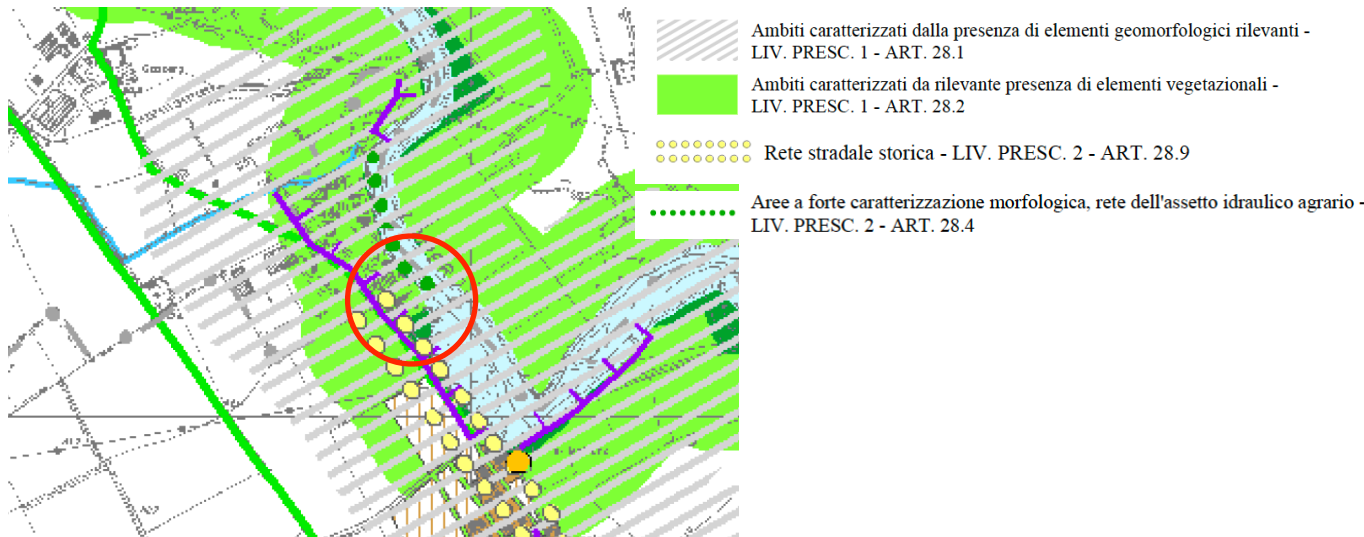 Ambiti caratterizzati dalla presenza di elementi geomorfologici rilevanti -
LIV. PRESC. 1 - ART. 28.1
Ambiti caratterizzati da rilevante presenza di elementi vegetazionali -
LIV. PRESC. 1 - ART. 28.2
Rete stradale storica - LIV. PRESC. 2 - ART. 28.9
Aree a forte caratterizzazione morfologica, rete dell'assetto idraulico agrario -
LIV. PRESC. 2 - ART. 28.4